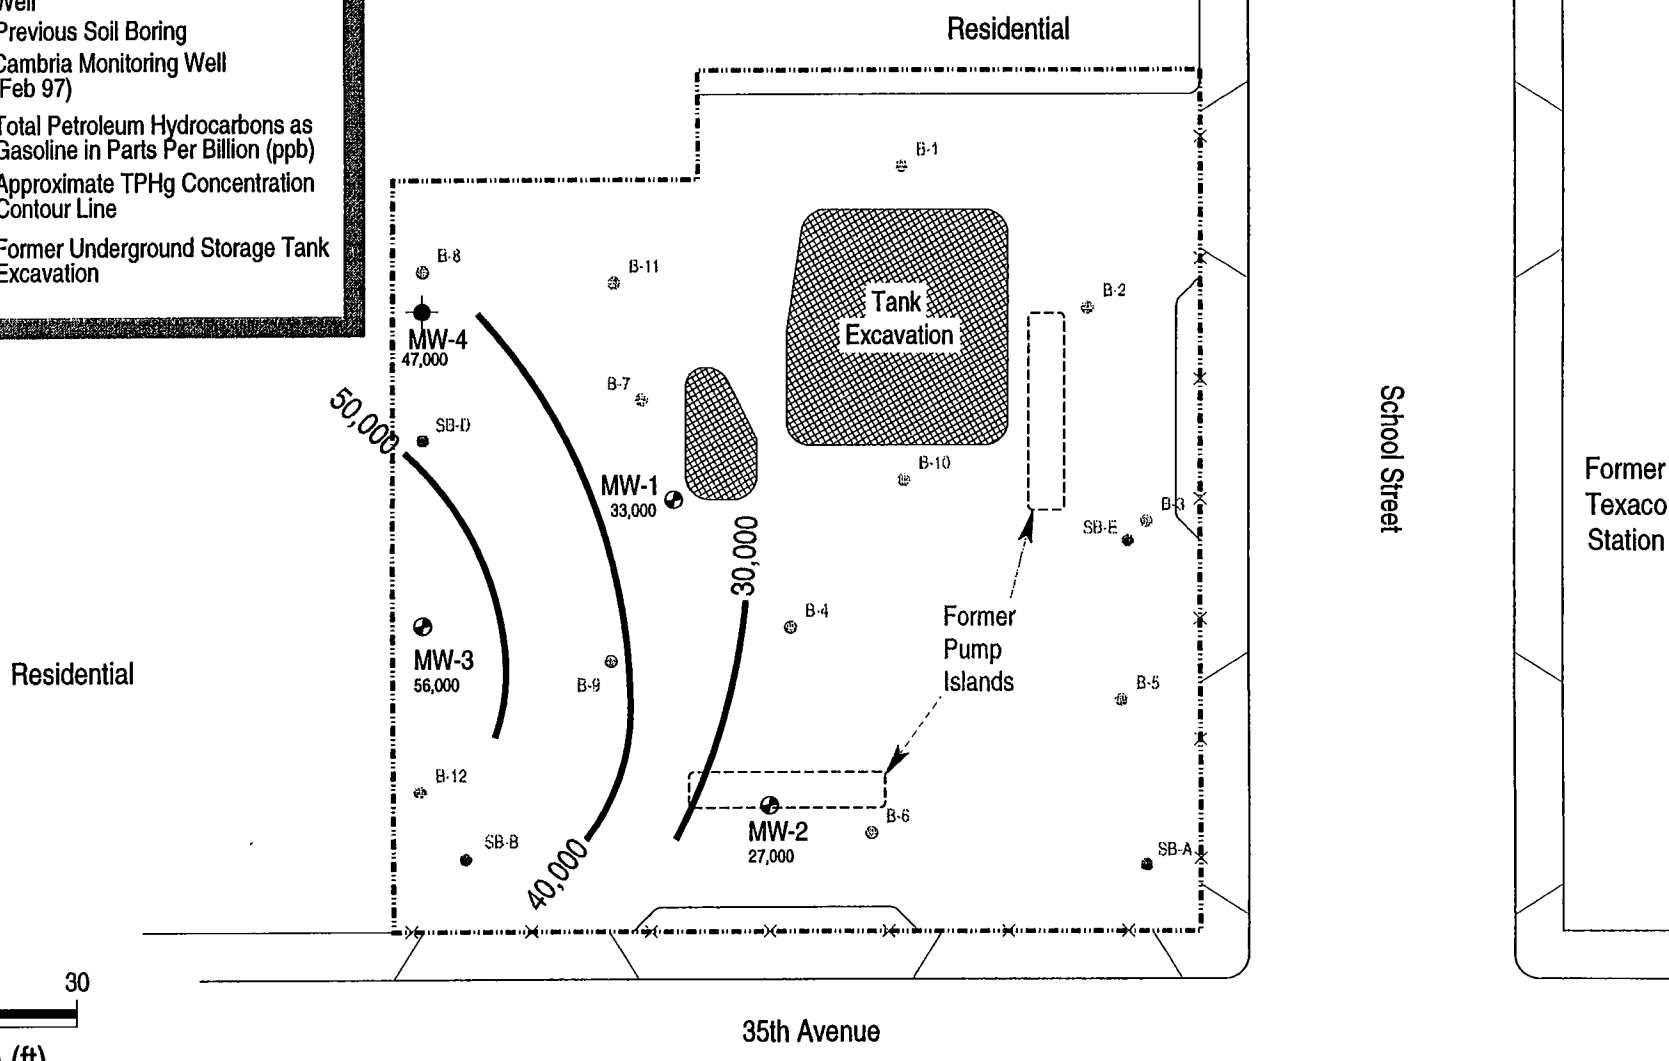 Well
Previous Soil Boring
Cambria Monitoring Well
(Feb 97)
Total Petroleum Hydrocarbons as
Gasoline in Parts Per Billion (ppb)
Approximate TPHg Concentration
Contour Line
Former Underground Storage Tank
Excavation
Residential
B-1
B-8
B-11
Tank
Excavation
B-2
MW-4
47,000
B-7
50,000
SB-D
B-10
MW-1
33,000
30,000
B-3
SB-E
School Street
Former
Texaco
Station
B-4
Former
Pump
Islands
Residential
MW-3
56,000
B-9
B-5
B-12
MW-2
27,000
B-6
SB-B
SB-A
40,000
30
(ft)
35th Avenue